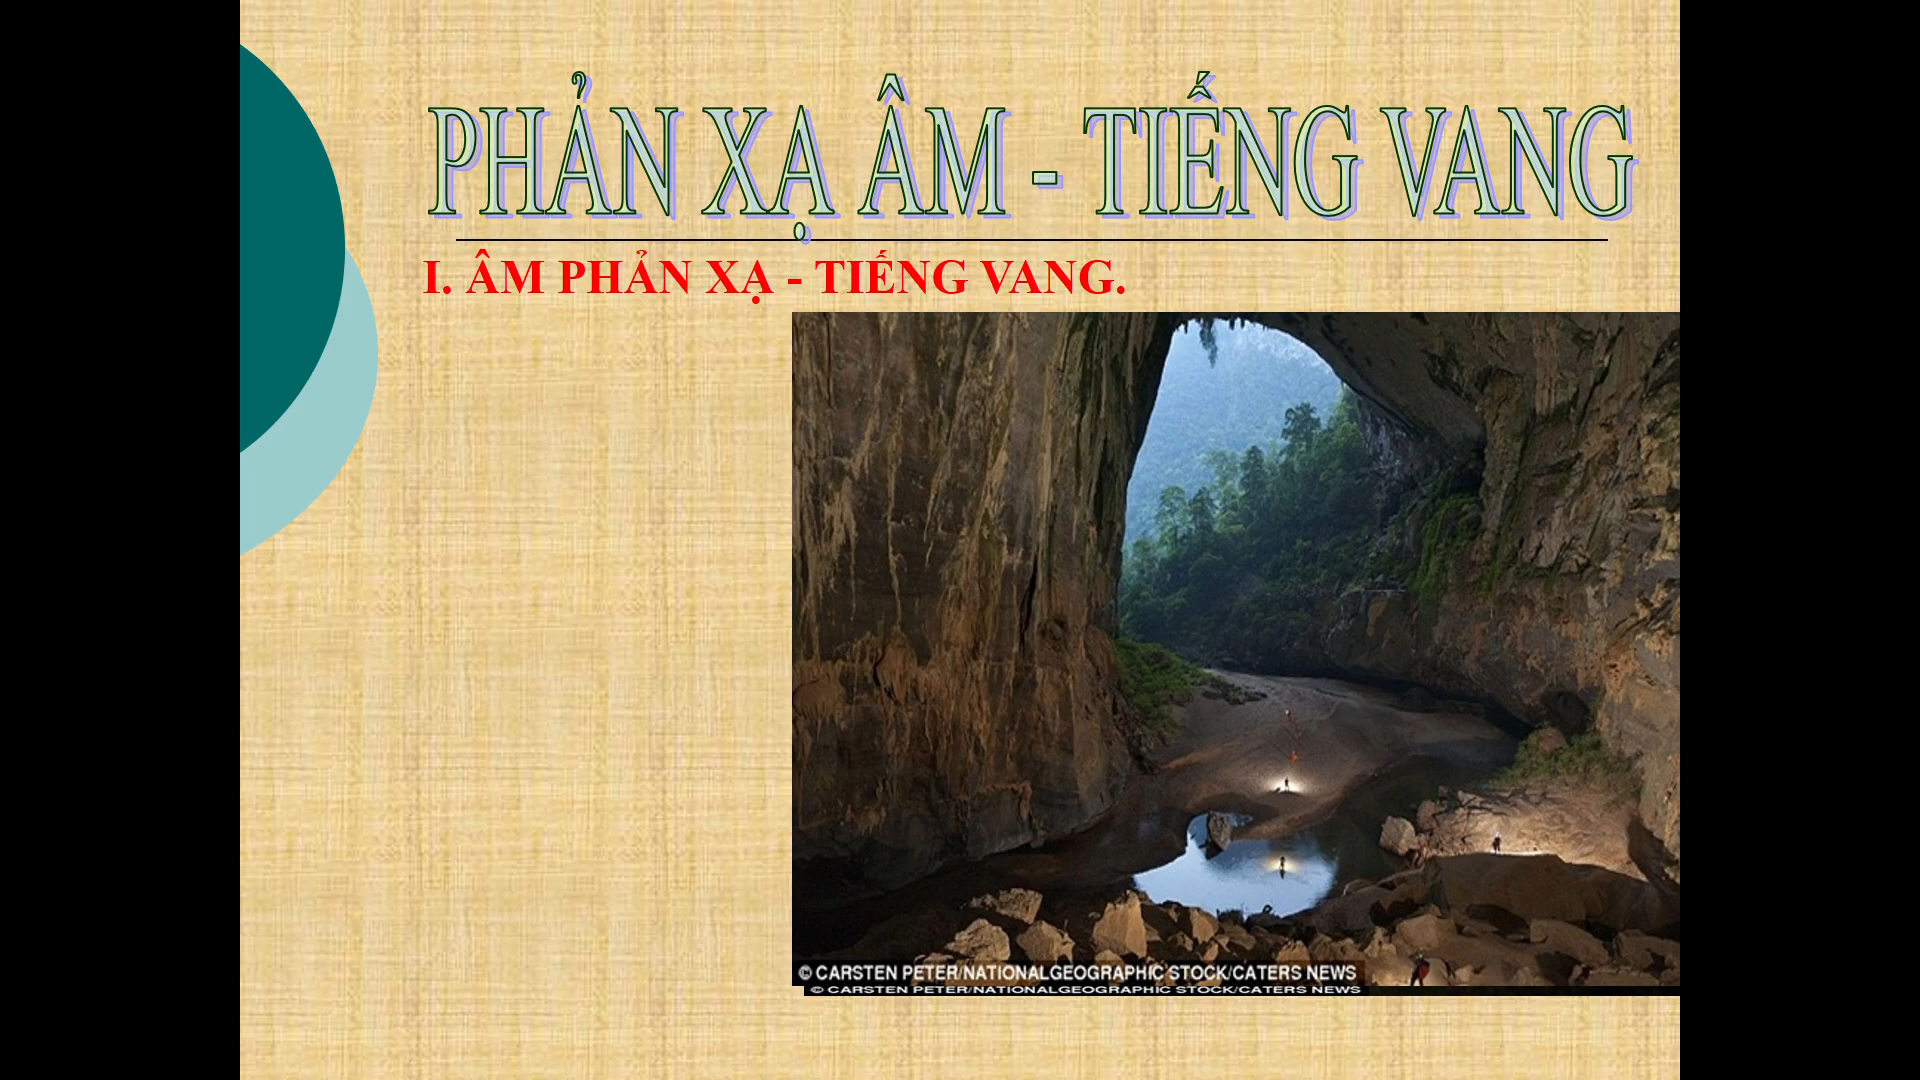 PHẢN XẠ ÂM - TIẾNG VANG
I. ÂM PHẢN XẠ - TIẾNG VANG.
© CARSTEN PETER/NATIONALGEOGRAPHIC STOCK/CATERS NEWS
© CARSTEN PETER/NATIONALGEOGRAPHIC STOCK/CATERS NEWS